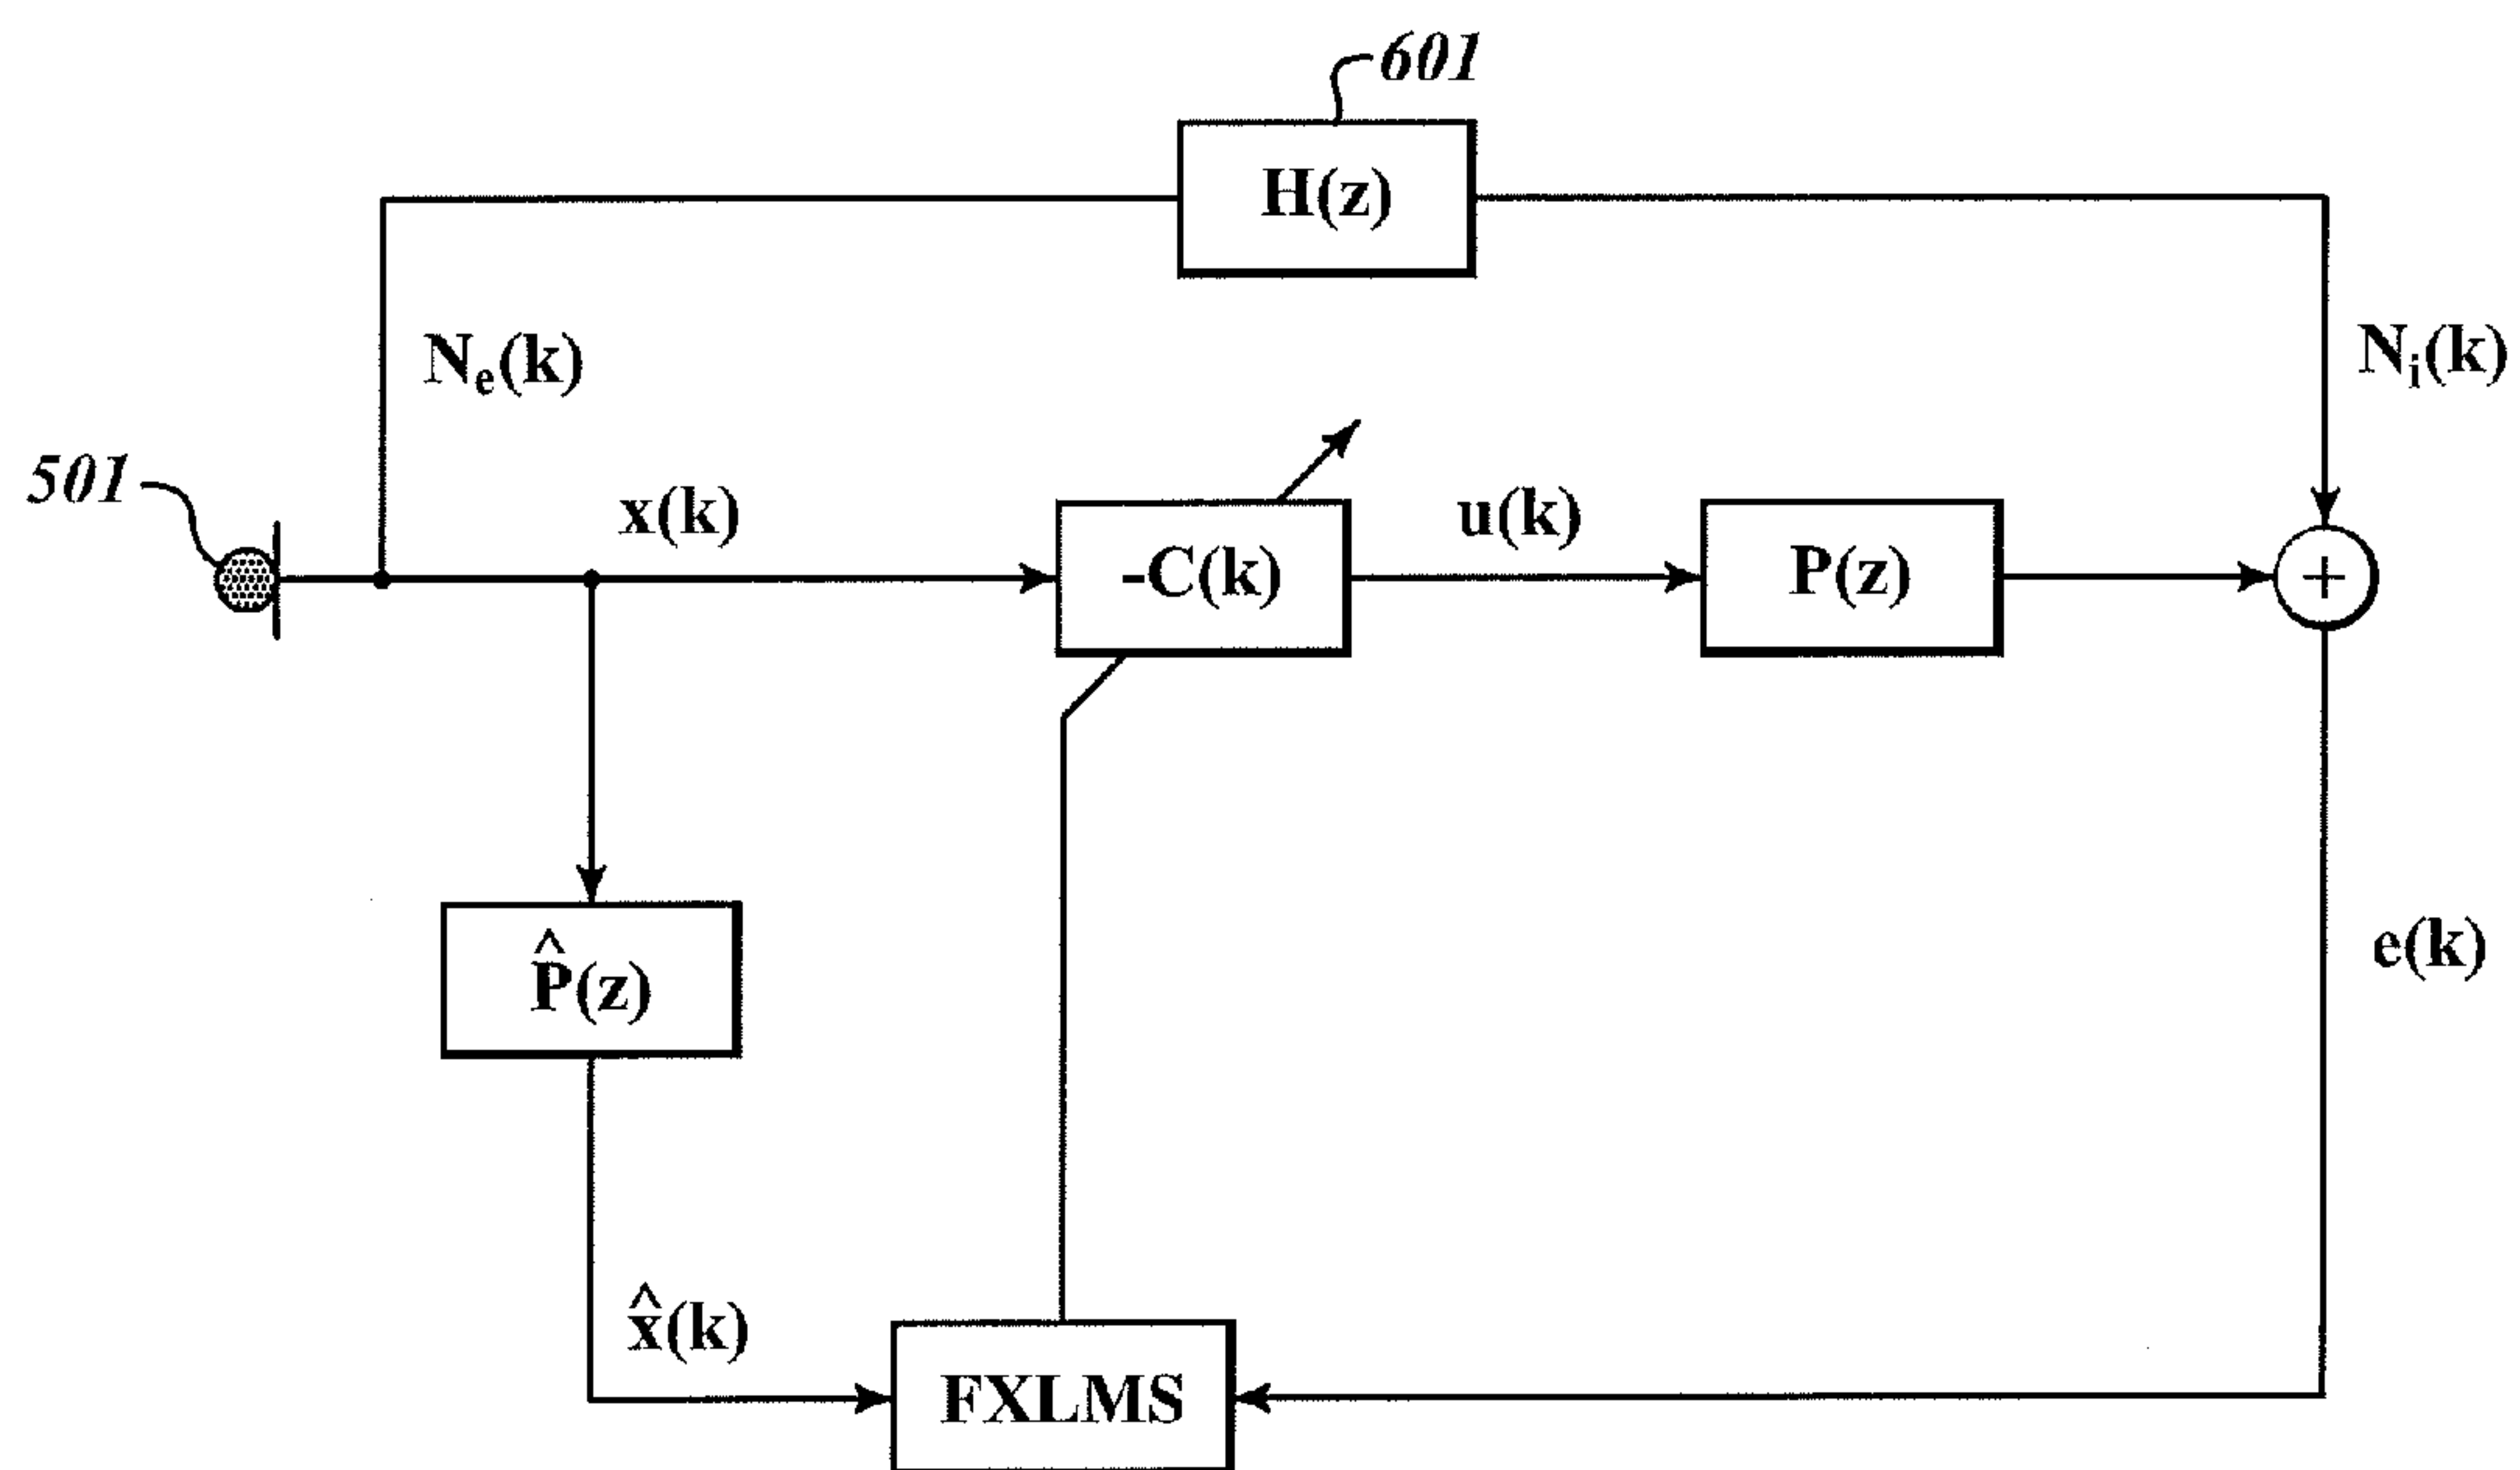 601
H(z)
Nₑ(k)
Nᵢ(k)
501
x(k)
-C(k)
u(k)
P(z)
P̂(z)
e(k)
x̂(k)
FXLMS
+